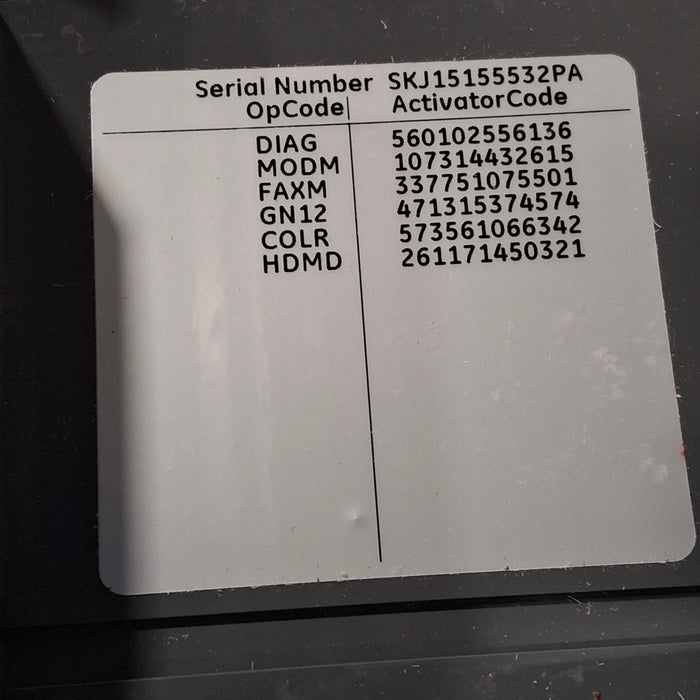 Serial Number SKJ15155532PA
OpCode ActivatorCode
DIAG 560102556136
MODM 107314432615
FAXM 337751075501
GN12 471315374574
COLR 573561066342
HDMD 261171450321